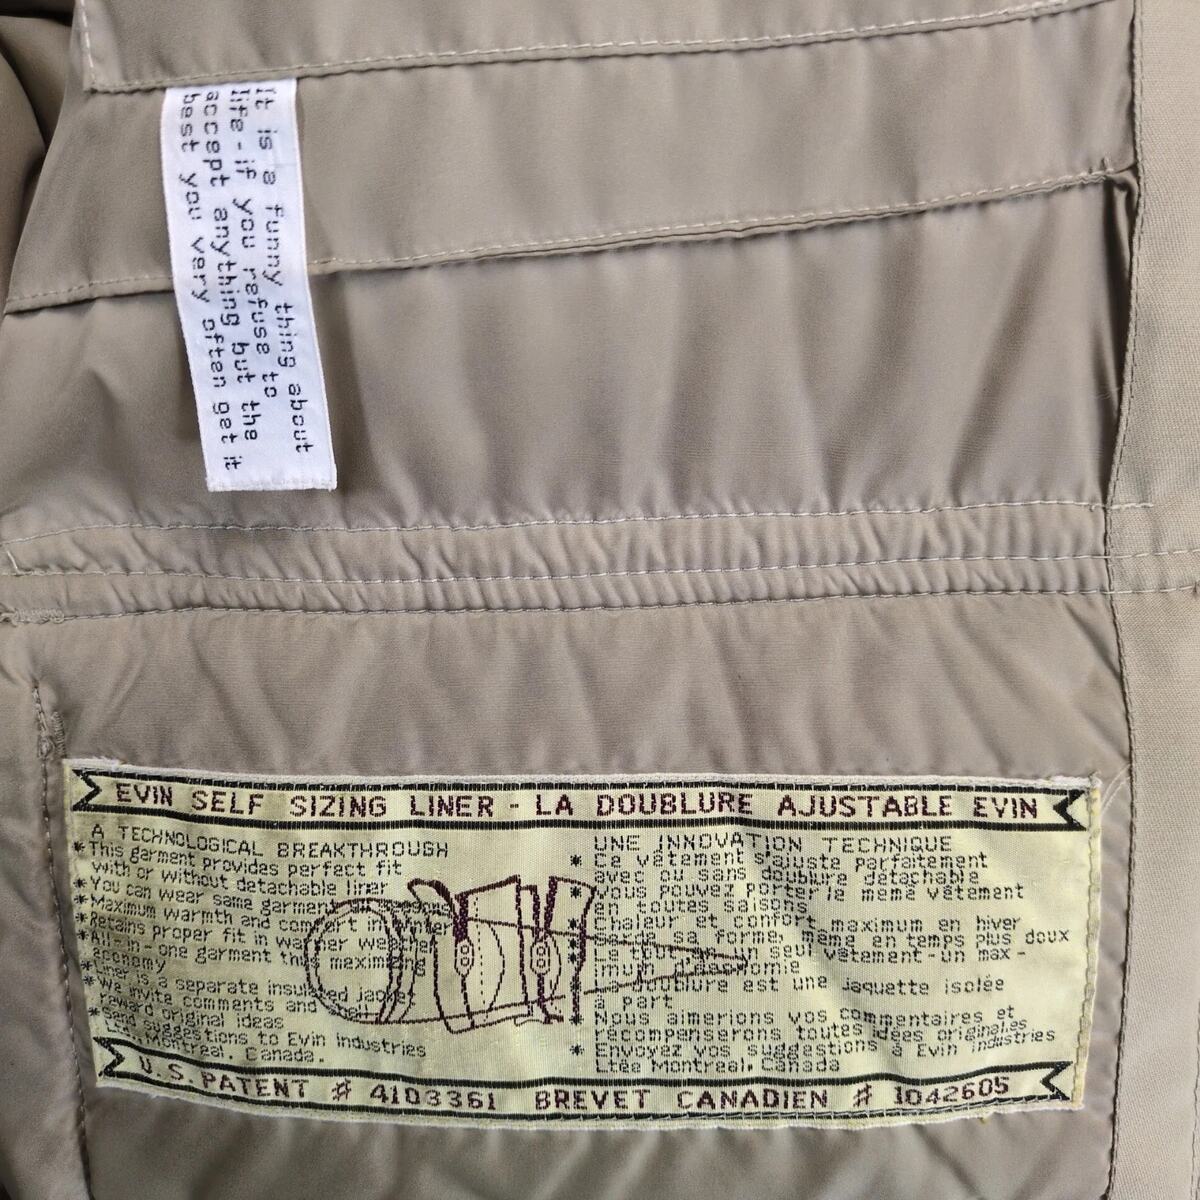 It is a funny thing about
life - if you refuse to
accept anything but the
best you very often get it
EVIN SELF SIZING LINER - LA DOUBLURE AJUSTABLE EVIN
A TECHNOLOGICAL BREAKTHROUGH
*This garment provides perfect fit
with or without detachable liner
*You can wear same garment all
*Maximum warmth and comfort in winter
*Retains proper fit in warmer weather
*All-in-one garment thus
economy
*Liner is a separate insulated jacket
*We invite comments and
reward original ideas
*Send suggestions to Evin Industries
Ltd. Montreal, Canada.
UNE INNOVATION TECHNIQUE
* Ce vêtement s'ajuste parfaitement
avec ou sans doublure détachable
Vous pouvez porter le même vêtement
en toutes saisons
Chaleur et confort maximum en hiver
sa forme, même en temps plus doux
seul vêtement-un max-
imum
doublure est une jaquette isolée
à part
* Nous aimerions vos commentaires et
récompenserons toutes idées originales
* Envoyez vos suggestions à Evin Industries
Ltée Montreal, Canada
U.S. PATENT # 4103361 BREVET CANADIEN # 1042605